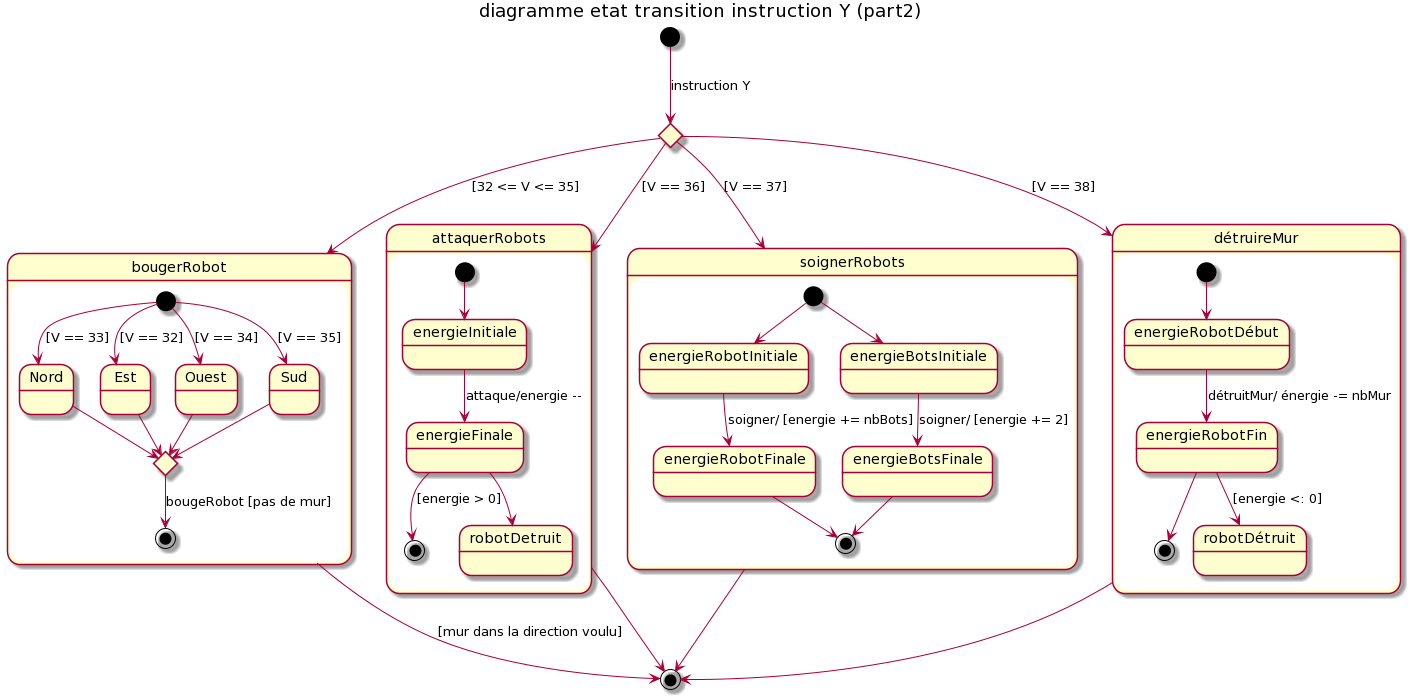 diagramme etat transition instruction Y (part2)
instruction Y
[32 <= V <= 35]
[V == 36]
[V == 37]
[V == 38]
bougerRobot
[V == 33]
[V == 32]
[V == 34]
[V == 35]
Nord
Est
Ouest
Sud
bougeRobot [pas de mur]
attaquerRobots
energieInitiale
attaque/energie --
energieFinale
[energie > 0]
robotDetruit
soignerRobots
energieRobotInitiale
energieBotsInitiale
soigner/ [energie += nbBots]
soigner/ [energie += 2]
energieRobotFinale
energieBotsFinale
détruireMur
energieRobotDébut
détruitMur/ énergie -= nbMur
energieRobotFin
[energie <: 0]
robotDétruit
[mur dans la direction voulu]